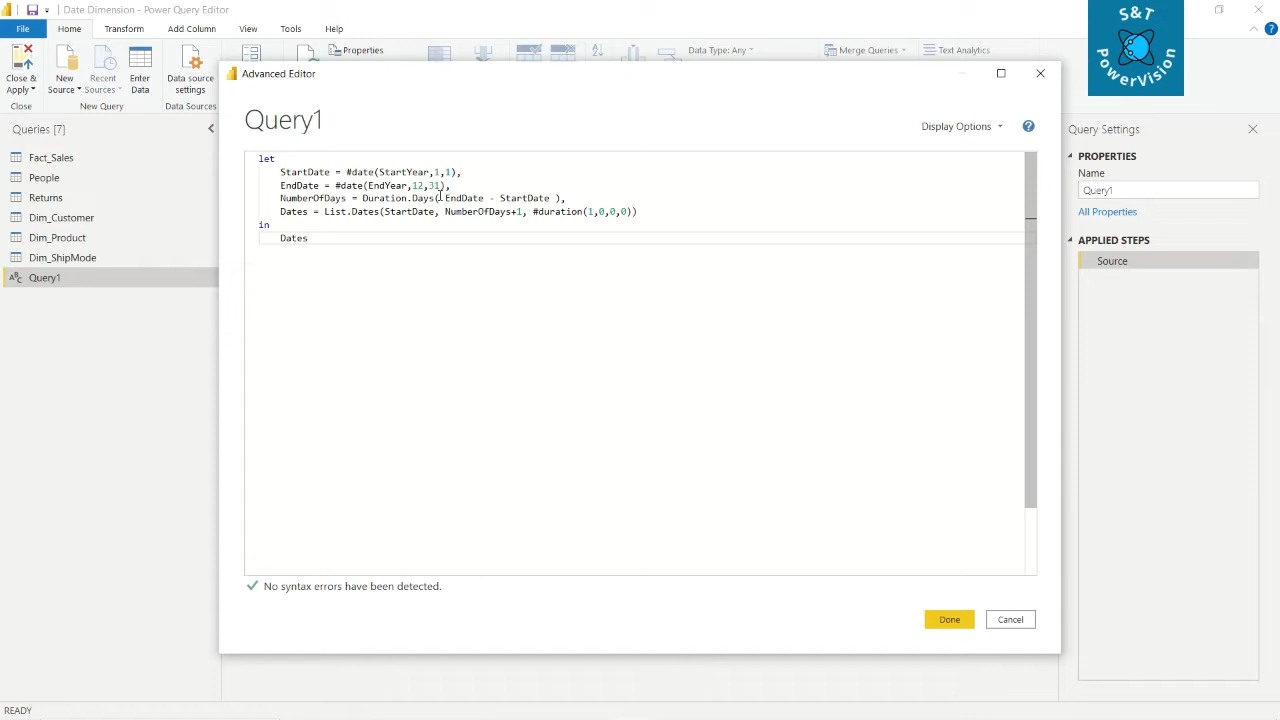 Date Dimension - Power Query Editor
File
Home
Transform
Add Column
View
Tools
Help
Close &
Apply
Close
New
Source
Recent
Sources
Enter
Data
New Query
Data source
settings
Data Sources
Properties
Data Type: Any
Merge Queries
Text Analytics
S&T
PowerVision
Queries [7]
Fact_Sales
People
Returns
Dim_Customer
Dim_Product
Dim_ShipMode
Query1
Advanced Editor
Query1
Display Options
let
StartDate = #date(StartYear,1,1),
EndDate = #date(EndYear,12,31),
NumberOfDays = Duration.Days( EndDate - StartDate ),
Dates = List.Dates(StartDate, NumberOfDays+1, #duration(1,0,0,0))
in
Dates
No syntax errors have been detected.
Done
Cancel
Query Settings
PROPERTIES
Name
Query1
All Properties
APPLIED STEPS
Source
READY